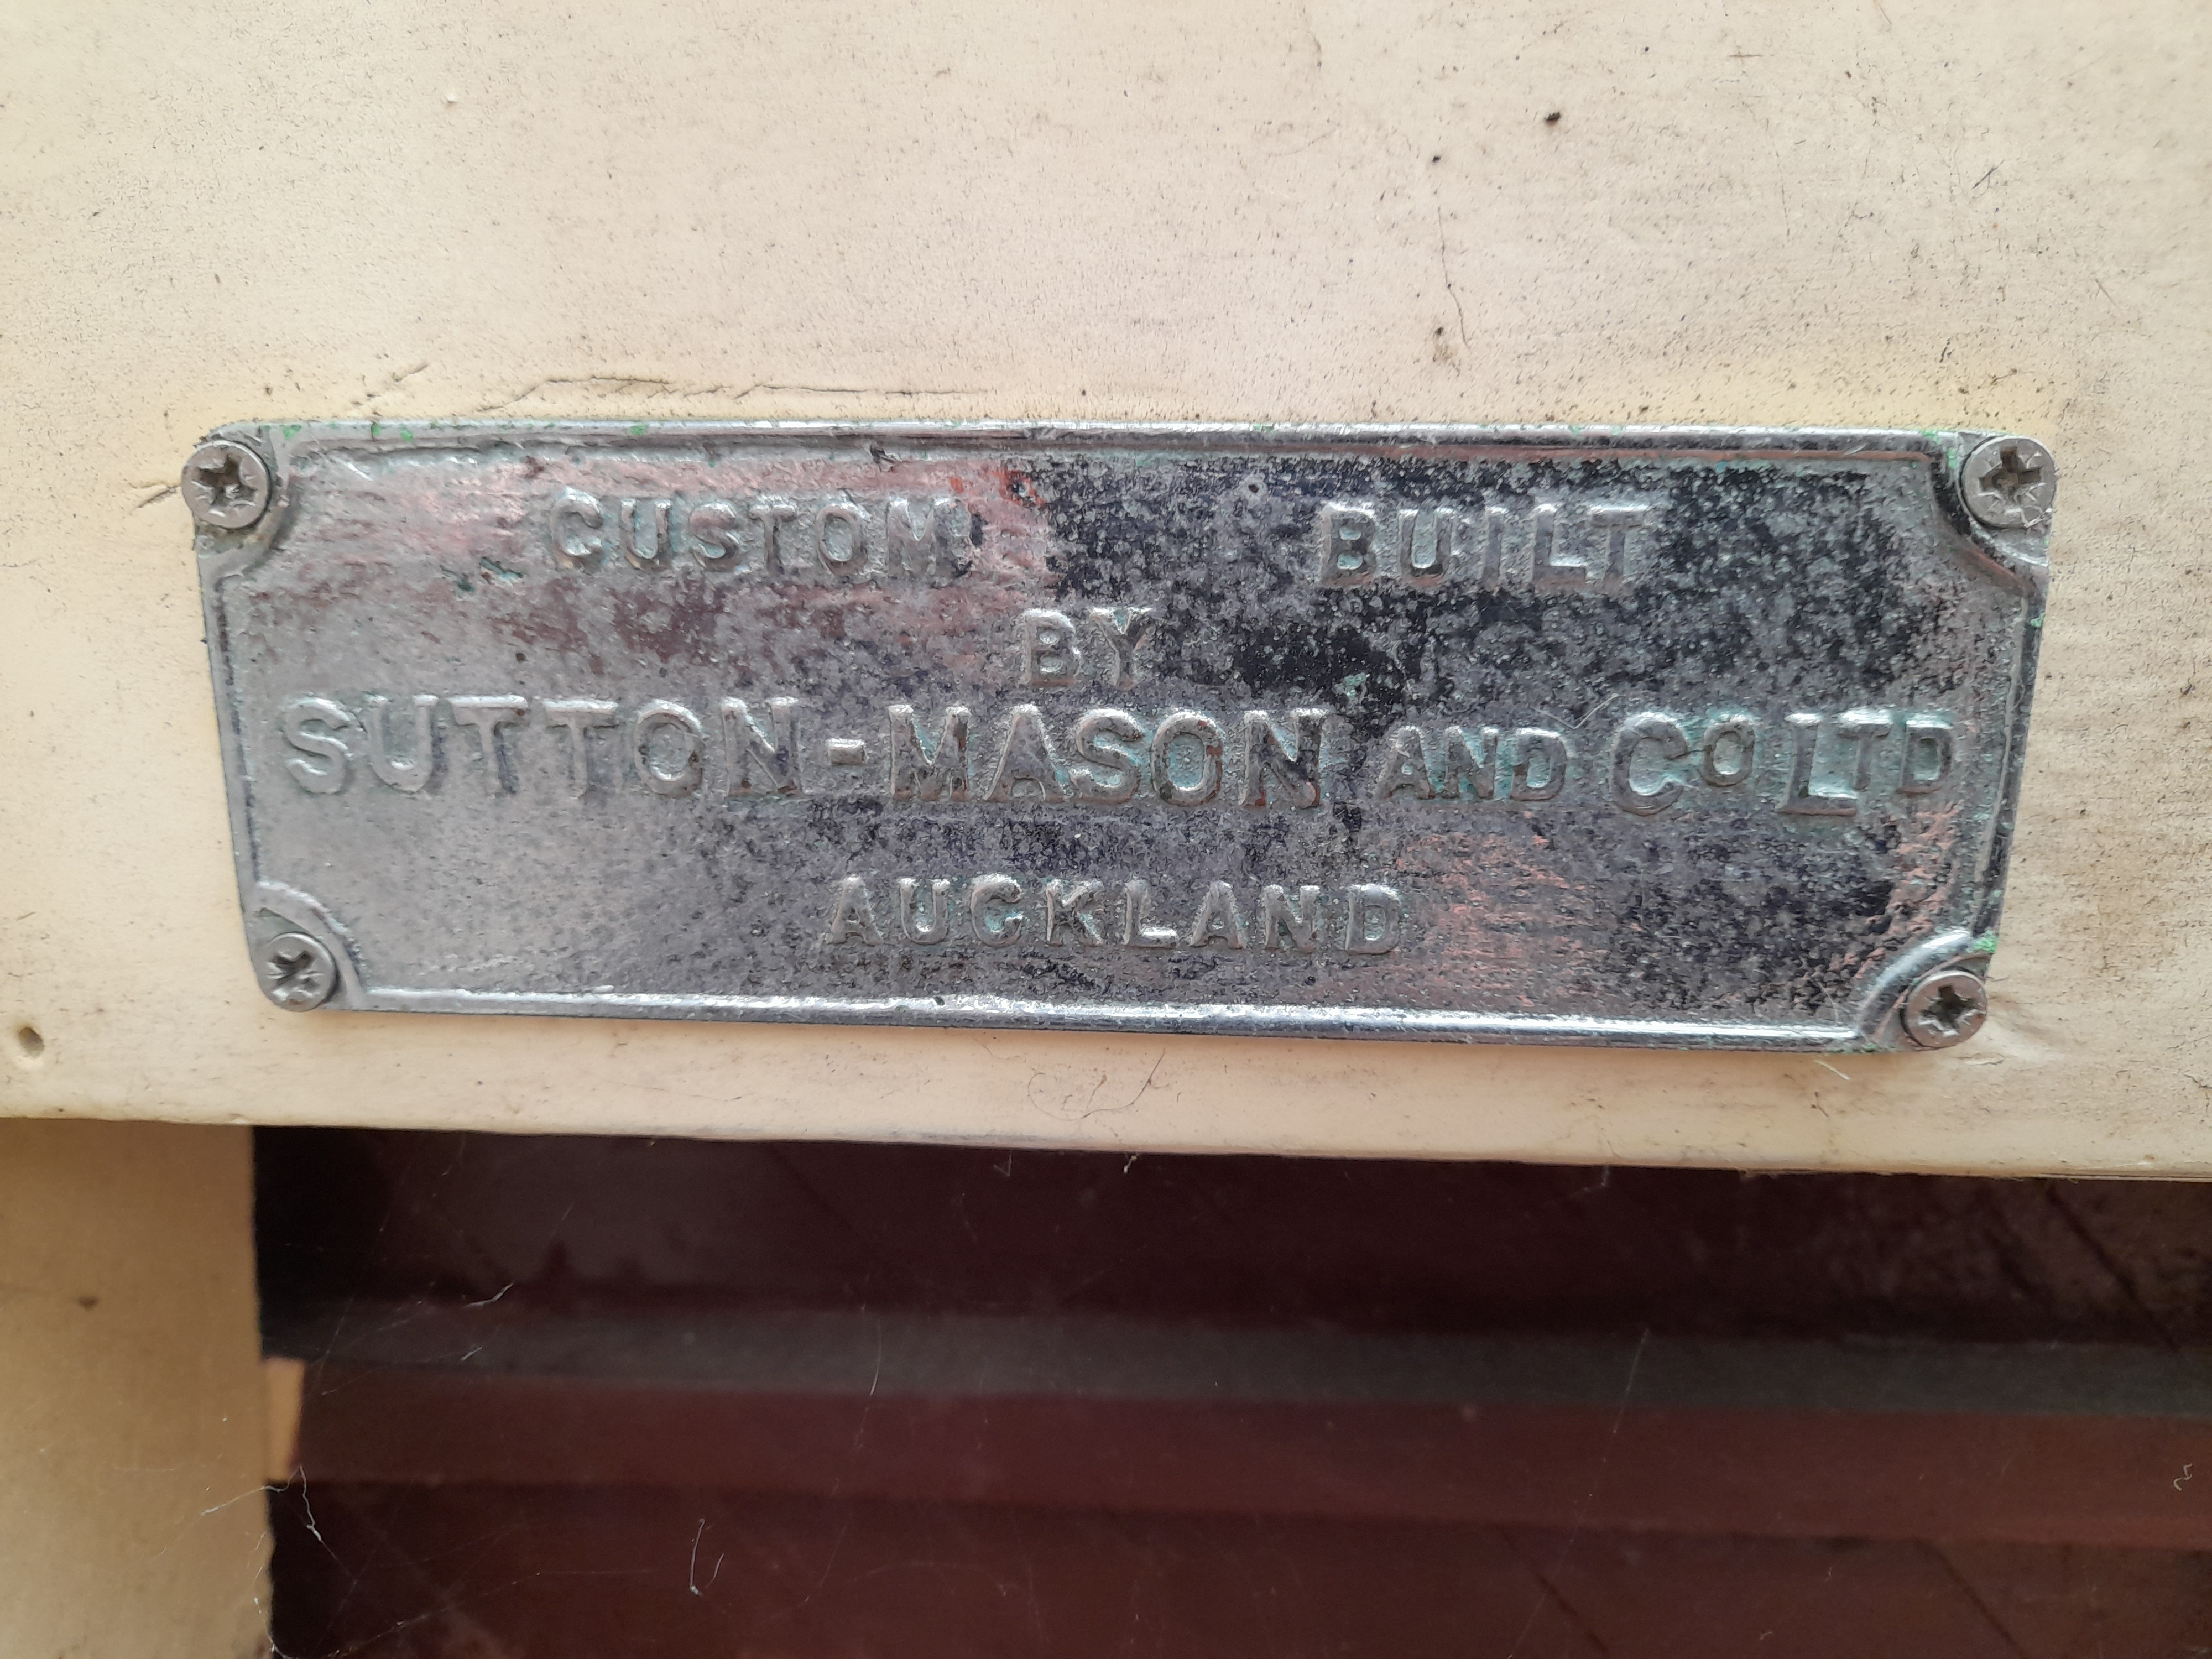 CUSTOM BUILT
BY
SUTTON-MASON AND CO LTD
AUCKLAND